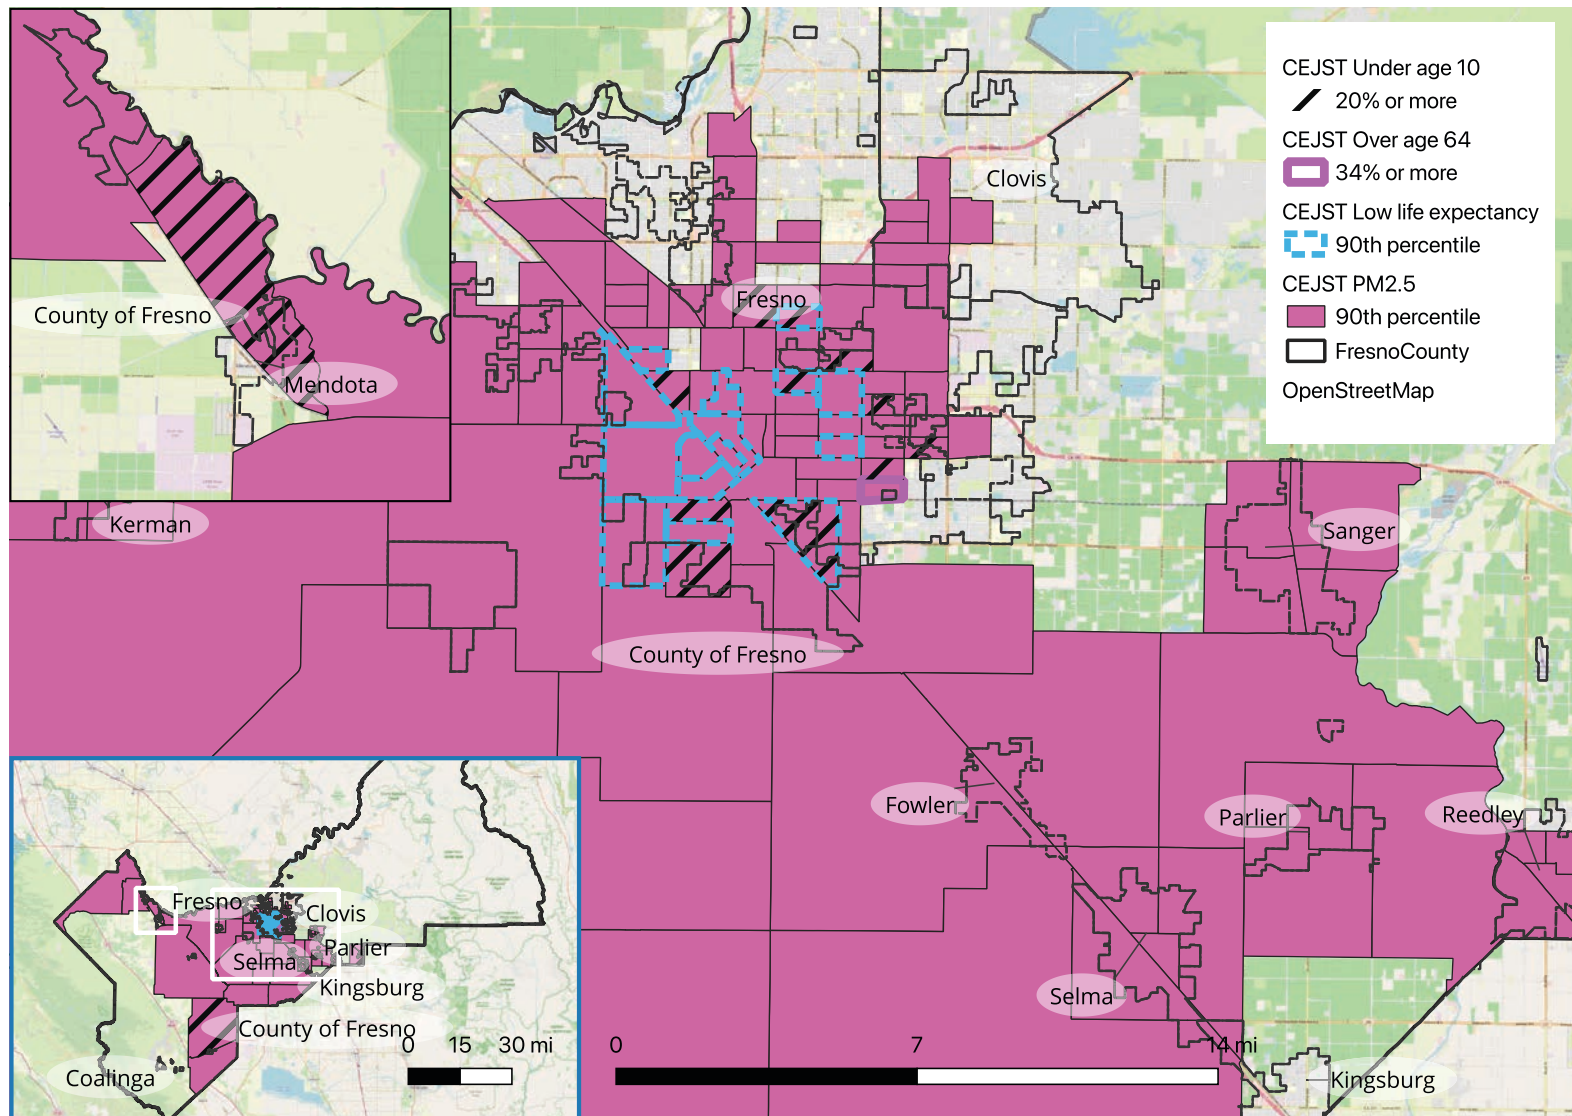 CEJST Under age 10
20% or more
CEJST Over age 64
34% or more
CEJST Low life expectancy
90th percentile
CEJST PM2.5
90th percentile
FresnoCounty
OpenStreetMap
Clovis
County of Fresno
Fresno
Mendota
Kerman
Sanger
County of Fresno
Fowler
Parlier
Reedley
Selma
Kingsburg
0 7 14 mi
Fresno
Clovis
Parlier
Selma
Kingsburg
County of Fresno
0 15 30 mi
Coalinga